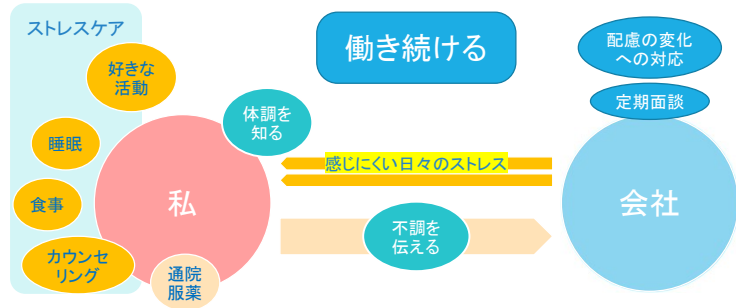 ストレスケア
好きな
活動
睡眠
食事
カウンセ
リング
通院
服薬
私
体調を
知る
働き続ける
感じにくい日々のストレス
不調を
伝える
配慮の変化
への対応
定期面談
会社